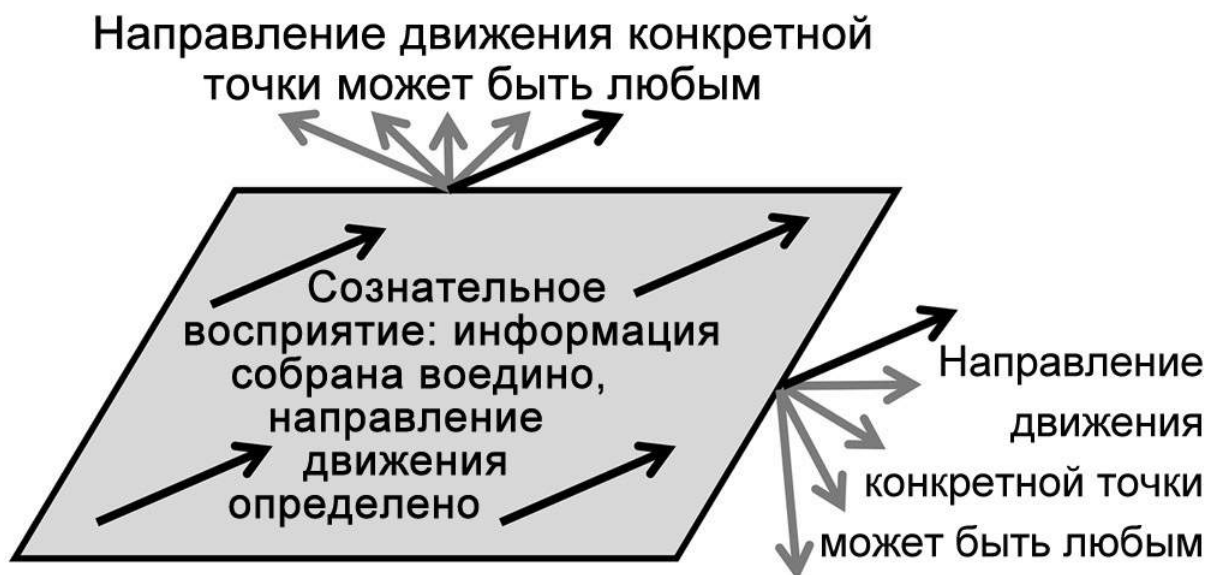 Направление движения конкретной
точки может быть любым
Сознательное
восприятие: информация
собрана воедино,
направление
движения
определено
Направление
движения
конкретной точки
может быть любым